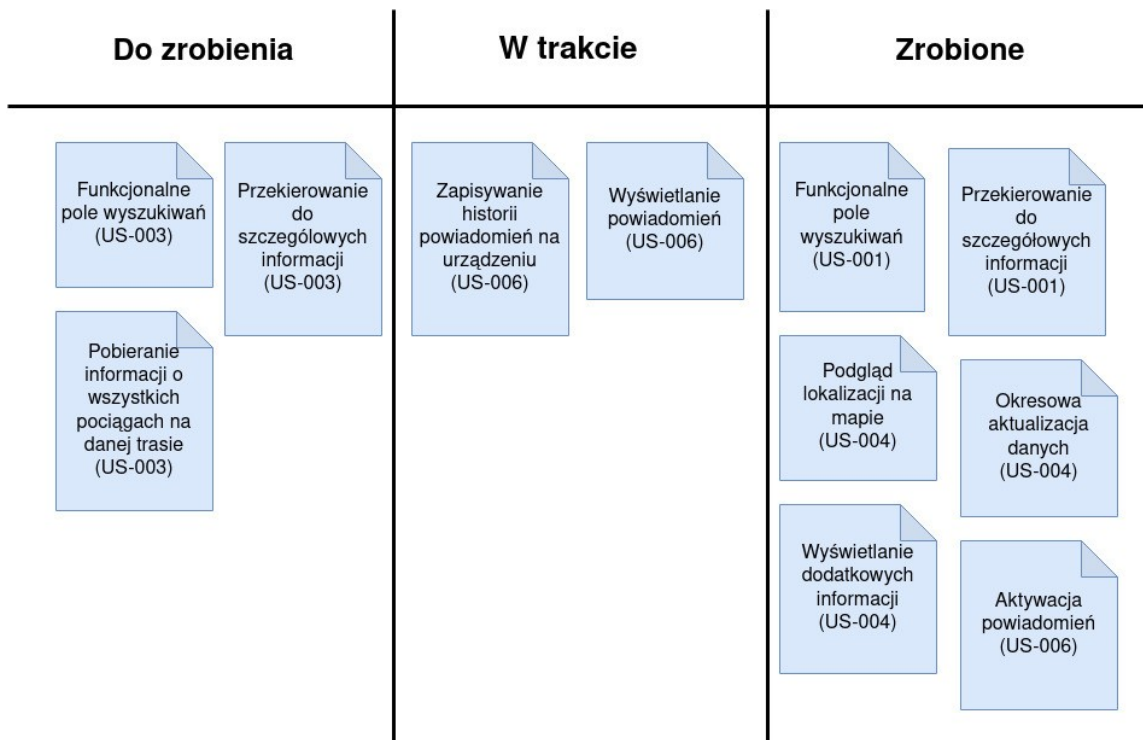 Do zrobienia
W trakcie
Zrobione
Funkcjonalne
pole wyszukiwań
(US-003)
Przekierowanie
do
szczególowych
informacji
(US-003)
Pobieranie
informacji o
wszystkich
pociągach na
danej trasie
(US-003)
Zapisywanie
historii
powiadomień na
urządzeniu
(US-006)
Wyświetlanie
powiadomień
(US-006)
Funkcjonalne
pole
wyszukiwań
(US-001)
Przekierowanie
do
szczegółowych
informacji
(US-001)
Podgląd
lokalizacji na
mapie
(US-004)
Okresowa
aktualizacja
danych
(US-004)
Wyświetlanie
dodatkowych
informacji
(US-004)
Aktywacja
powiadomień
(US-006)